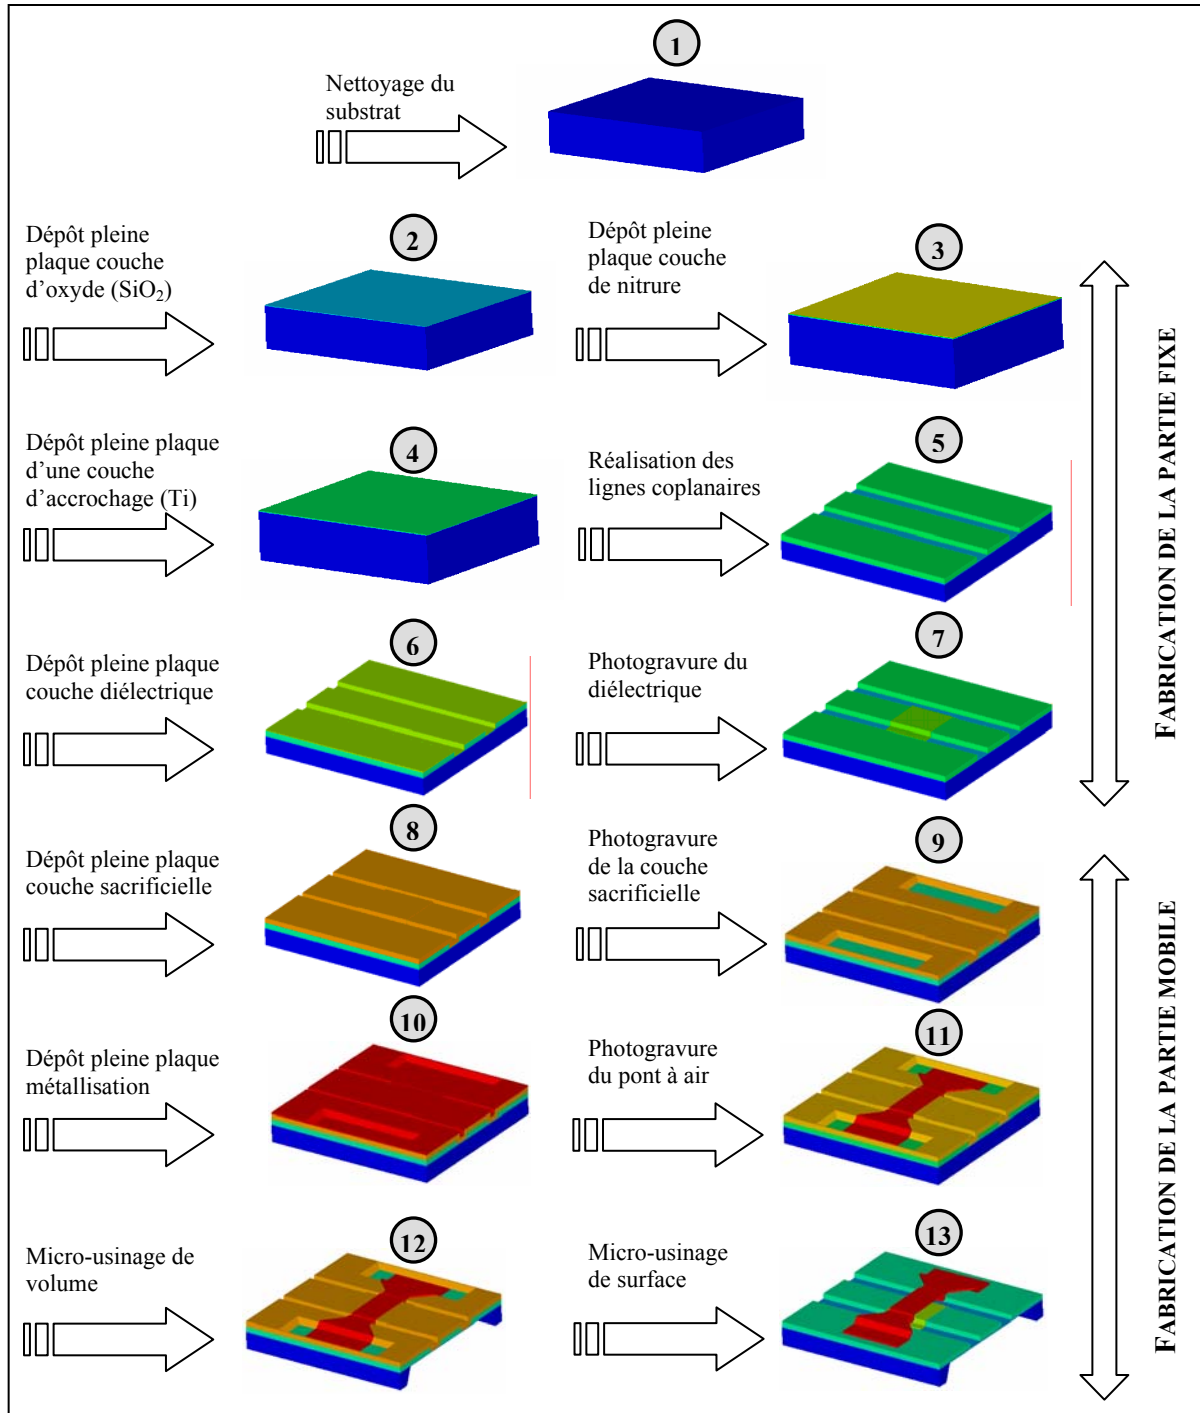 1
Nettoyage du
substrat
2
Dépôt pleine
plaque couche
d'oxyde (SiO₂)
3
Dépôt pleine
plaque couche
de nitrure
4
Dépôt pleine plaque
d'une couche
d'accrochage (Ti)
5
Réalisation des
lignes coplanaires
6
Dépôt pleine plaque
couche diélectrique
7
Photogravure du
diélectrique
FABRICATION DE LA PARTIE FIXE
8
Dépôt pleine plaque
couche sacrificielle
9
Photogravure
de la couche
sacrificielle
10
Dépôt pleine plaque
métallisation
11
Photogravure
du pont à air
12
Micro-usinage de
volume
13
Micro-usinage
de surface
FABRICATION DE LA PARTIE MOBILE